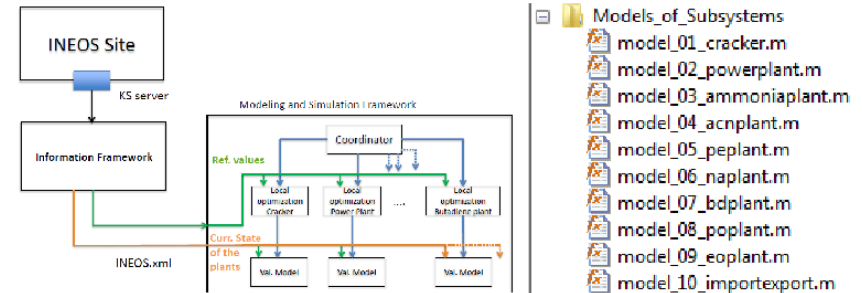 INEOS Site
KS server
Information Framework
INEOS.xml
Modeling and Simulation Framework
Coordinator
Ref. values
Local
optimization
Cracker
Local
optimization
Power Plant
....
Local
optimization
Butadiene plant
Curr. State
of the
plants
Val. Model
Val. Model
Val. Model
Models_of_Subsystems
model_01_cracker.m
model_02_powerplant.m
model_03_ammoniaplant.m
model_04_acnplant.m
model_05_peplant.m
model_06_naplant.m
model_07_bdplant.m
model_08_poplant.m
model_09_eoplant.m
model_10_importexport.m